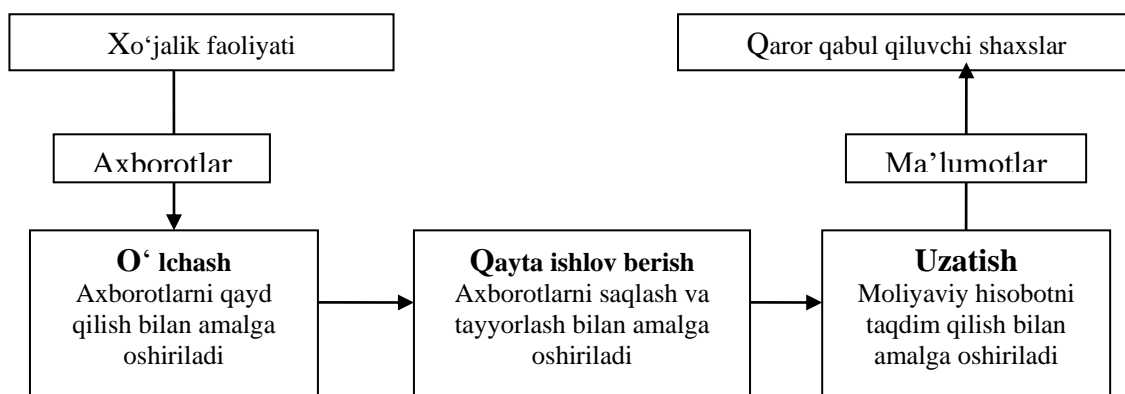 Xo‘jalik faoliyati
Qaror qabul qiluvchi shaxslar
Axborotlar
Ma’lumotlar
O‘ lchash
Axborotlarni qayd
qilish bilan amalga
oshiriladi
Qayta ishlov berish
Axborotlarni saqlash va
tayyorlash bilan amalga
oshiriladi
Uzatish
Moliyaviy hisobotni
taqdim qilish bilan
amalga oshiriladi